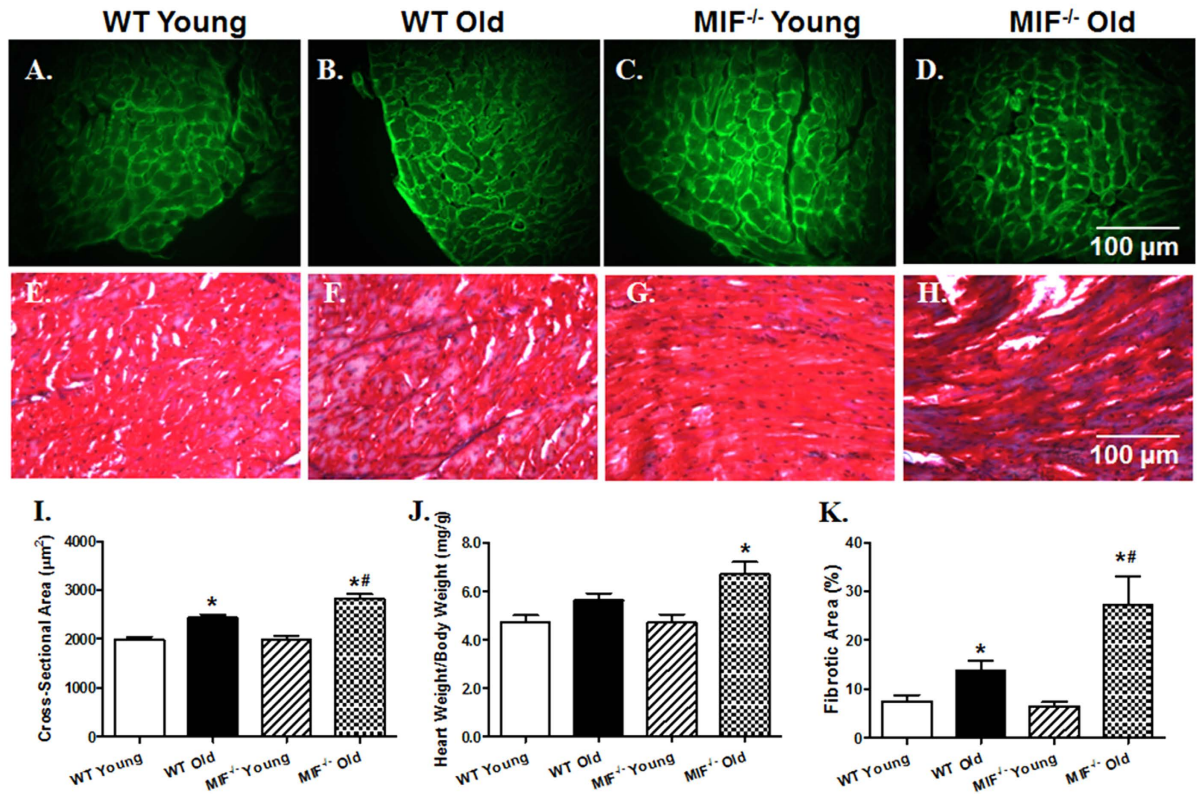 WT Young WT Old MIF-/- Young MIF-/- Old
A. B. C. D.
100 µm
E. F. G. H.
100 µm
I. J. K.
Cross-Sectional Area (µm2)
4000
3000
2000
1000
0
*
*#
WT Young WT Old MIF-/- Young MIF-/- Old
Heart Weight/Body Weight (mg/g)
8.0
6.0
4.0
2.0
0.0
*
WT Young WT Old MIF-/- Young MIF-/- Old
Fibrotic Area (%)
40
30
20
10
0
*
*#
WT Young WT Old MIF-/- Young MIF-/- Old